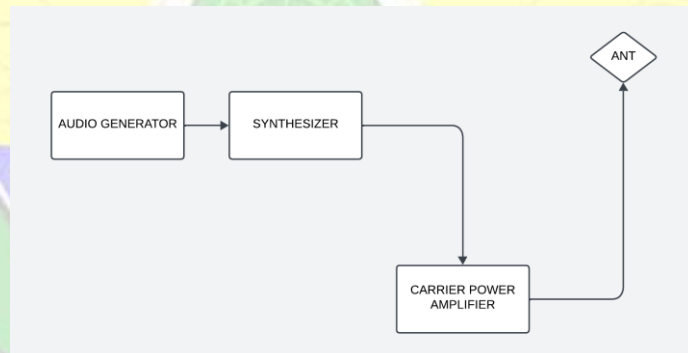 ANT
AUDIO GENERATOR
SYNTHESIZER
CARRIER POWER
AMPLIFIER